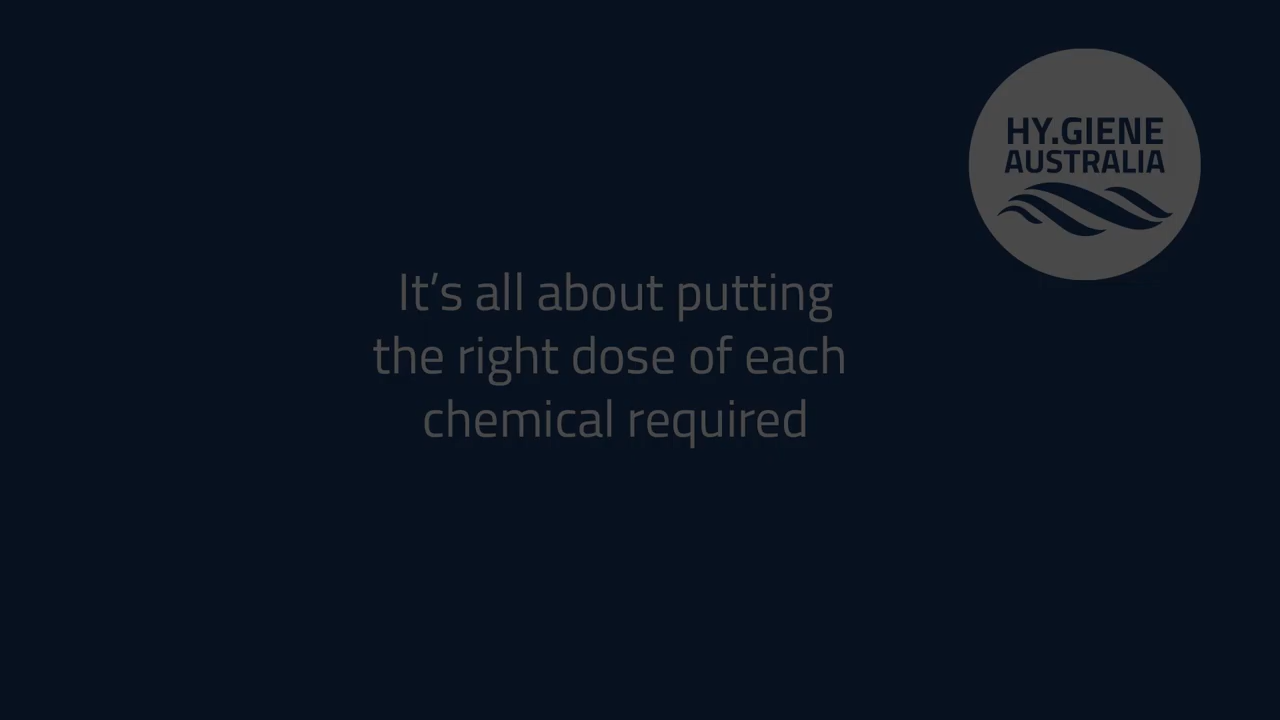 HY.GIENE
AUSTRALIA
It’s all about putting
the right dose of each
chemical required